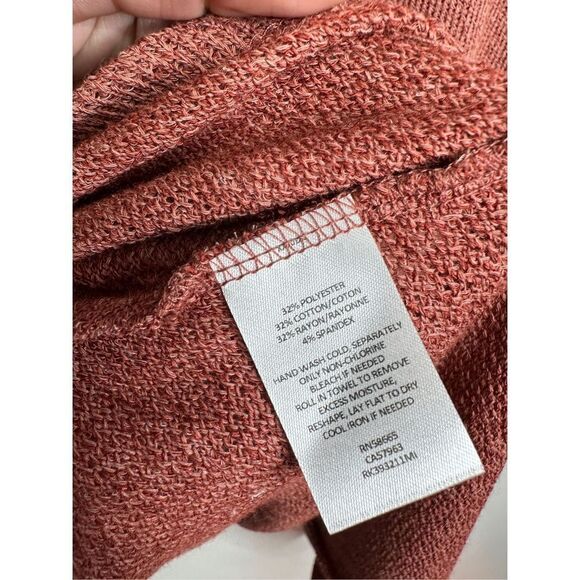 32% POLYESTER
32% COTTON/COTON
32% RAYON/RAYONNE
4% SPANDEX
HAND WASH COLD, SEPARATELY
ONLY NON-CHLORINE
BLEACH IF NEEDED
ROLL IN TOWEL TO REMOVE
EXCESS MOISTURE,
RESHAPE, LAY FLAT TO DRY
COOL IRON IF NEEDED
RN58665
CA57963
RK393211MI